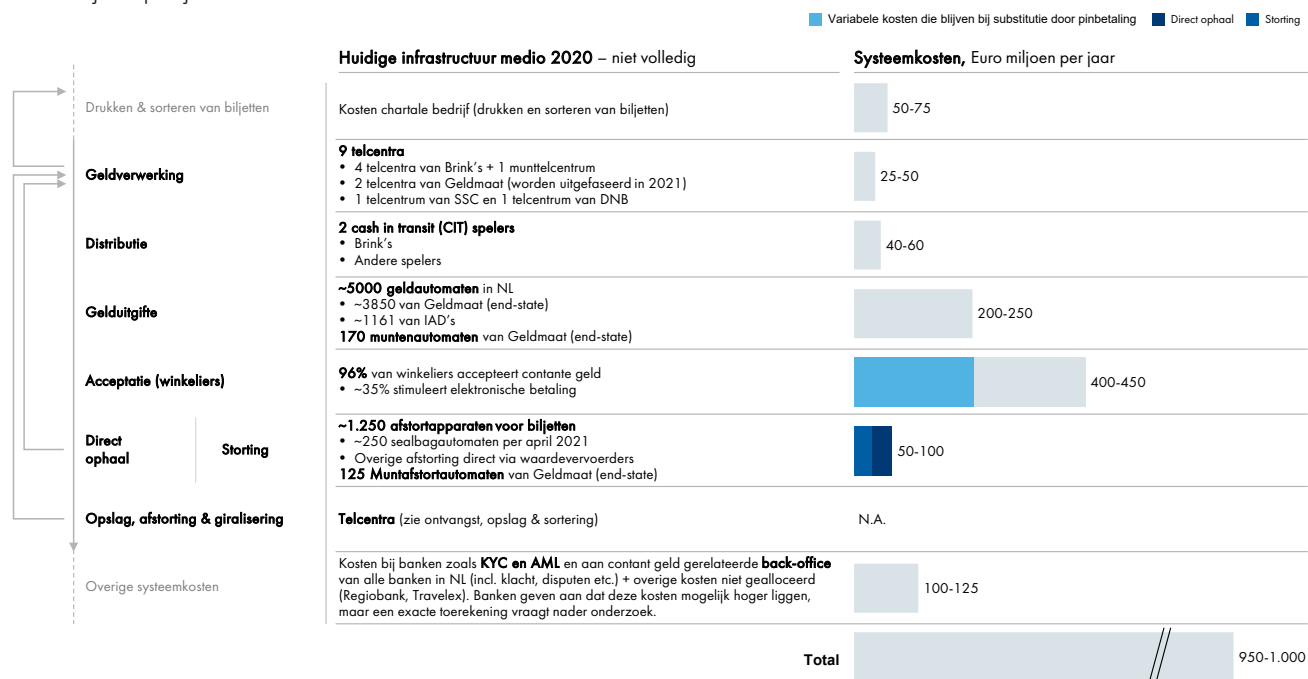 Variabele kosten die blijven bij substitutie door pinbetaling Direct ophaal Storting
Huidige infrastructuur medio 2020 – niet volledig
Systeemkosten, Euro miljoen per jaar
Drukken & sorteren van biljetten
Kosten chartale bedrijf (drukken en sorteren van biljetten)
50-75
Geldverwerking
9 telcentra
• 4 telcentra van Brink's + 1 munttelcentrum
• 2 telcentra van Geldmaat (worden uitgefaseerd in 2021)
• 1 telcentrum van SSC en 1 telcentrum van DNB
25-50
Distributie
2 cash in transit (CIT) spelers
• Brink's
• Andere spelers
40-60
Gelduitgifte
~5000 geldautomaten in NL
• ~3850 van Geldmaat (end-state)
• ~1161 van IAD's
170 muntenautomaten van Geldmaat (end-state)
200-250
Acceptatie (winkeliers)
96% van winkeliers accepteert contante geld
• ~35% stimuleert elektronische betaling
400-450
Direct
ophaal
Storting
~1.250 afstortapparaten voor biljetten
• ~250 sealbagautomaten per april 2021
• Overige afstorting direct via waardevervoerders
125 Muntafstortautomaten van Geldmaat (end-state)
50-100
Opslag, afstorting & giralisering
Telcentra (zie ontvangst, opslag & sortering)
N.A.
Overige systeemkosten
Kosten bij banken zoals KYC en AML en aan contant geld gerelateerde back-office
van alle banken in NL (incl. klacht, disputen etc.) + overige kosten niet gealloceerd
(Regiobank, Travelex). Banken geven aan dat deze kosten mogelijk hoger liggen,
maar een exacte toerekening vraagt nader onderzoek.
100-125
Total
950-1.000